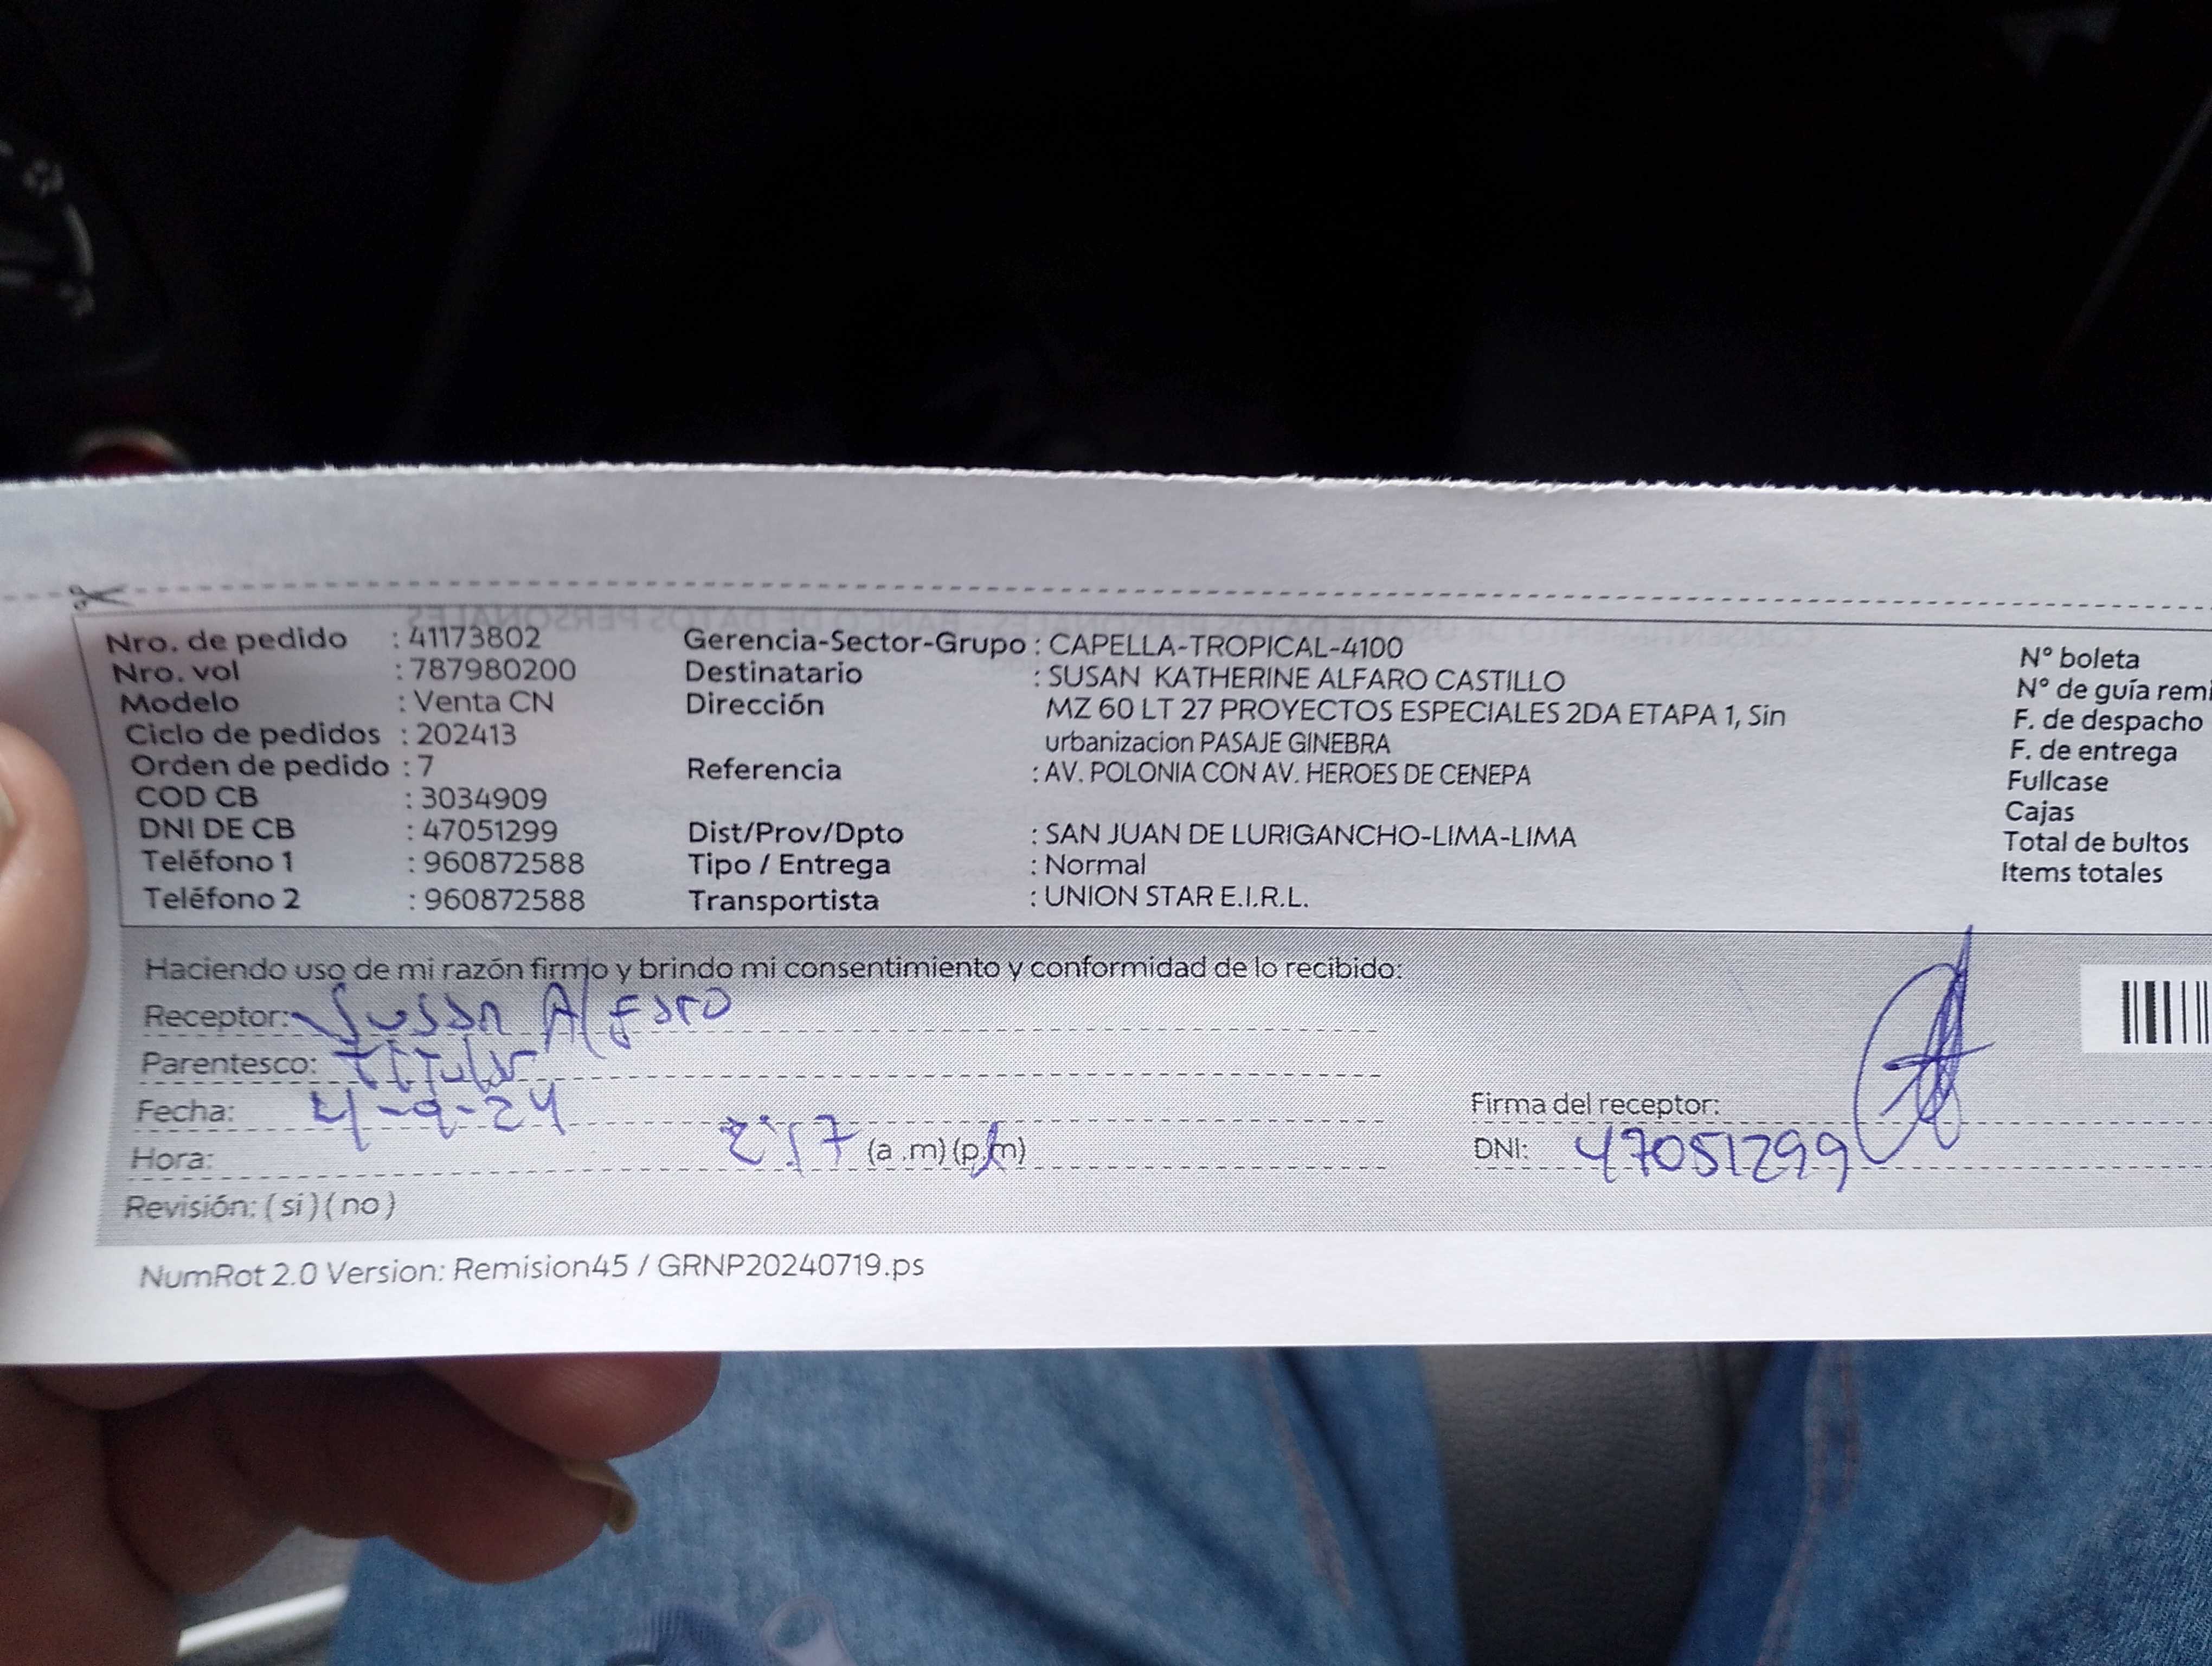 Nro. de pedido : 41173802
Nro. vol : 787980200
Modelo : Venta CN
Ciclo de pedidos : 202413
Orden de pedido : 7
COD CB : 3034909
DNI DE CB : 47051299
Teléfono 1 : 960872588
Teléfono 2 : 960872588
Gerencia-Sector-Grupo : CAPELLA-TROPICAL-4100
Destinatario : SUSAN KATHERINE ALFARO CASTILLO
Dirección MZ 60 LT 27 PROYECTOS ESPECIALES 2DA ETAPA 1, Sin
urbanizacion PASAJE GINEBRA
Referencia : AV. POLONIA CON AV. HEROES DE CENEPA
Dist/Prov/Dpto : SAN JUAN DE LURIGANCHO-LIMA-LIMA
Tipo / Entrega : Normal
Transportista : UNION STAR E.I.R.L.
N° boleta
N° de guía remi
F. de despacho
F. de entrega
Fullcase
Cajas
Total de bultos
Items totales
Haciendo uso de mi razón firmo y brindo mi consentimiento y conformidad de lo recibido:
Receptor: Susan Alfaro
Parentesco: Titular
Fecha: 4-9-24
Hora: (a .m) (p.m)
Revisión: ( si ) ( no )
Firma del receptor:
DNI: 47051299
NumRot 2.0 Version: Remision45 / GRNP20240719.ps